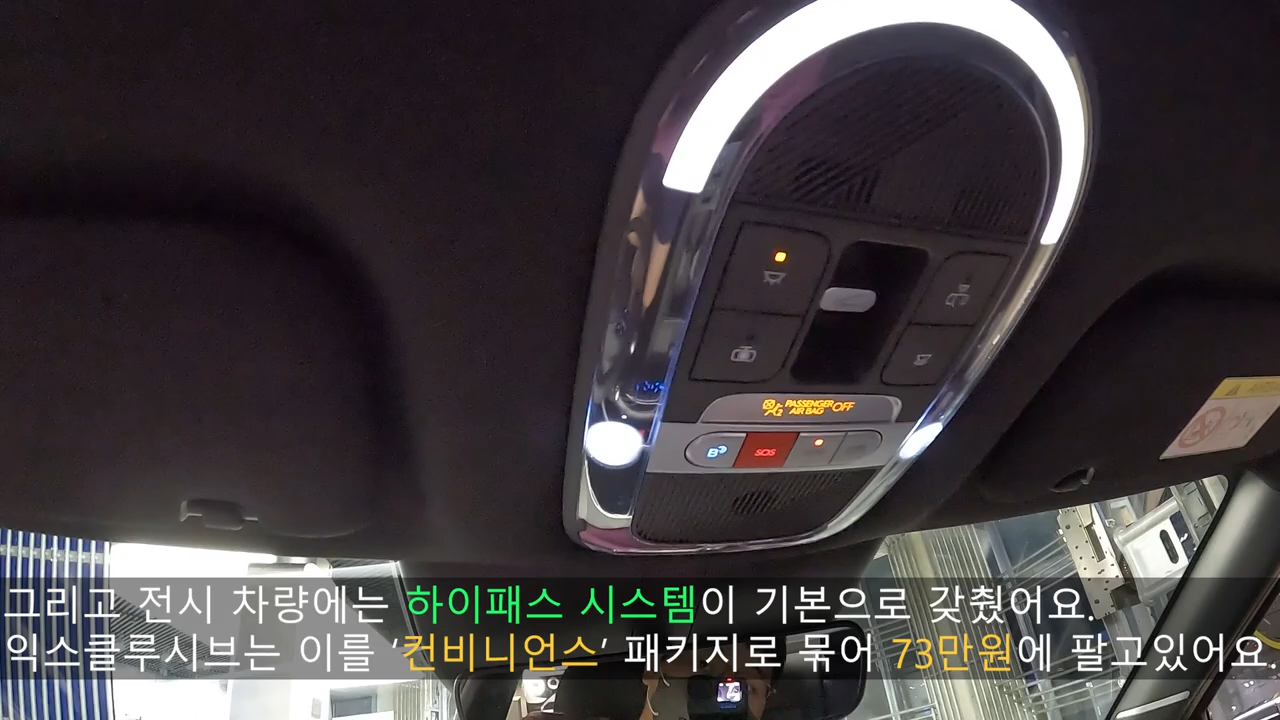 PASSENGER OFF
AIR BAG
SOS
그리고 전시 차량에는 하이패스 시스템이 기본으로 갖췄어요.
익스클루시브는 이를 ‘컨비니언스’ 패키지로 묶어 73만원에 팔고있어요.